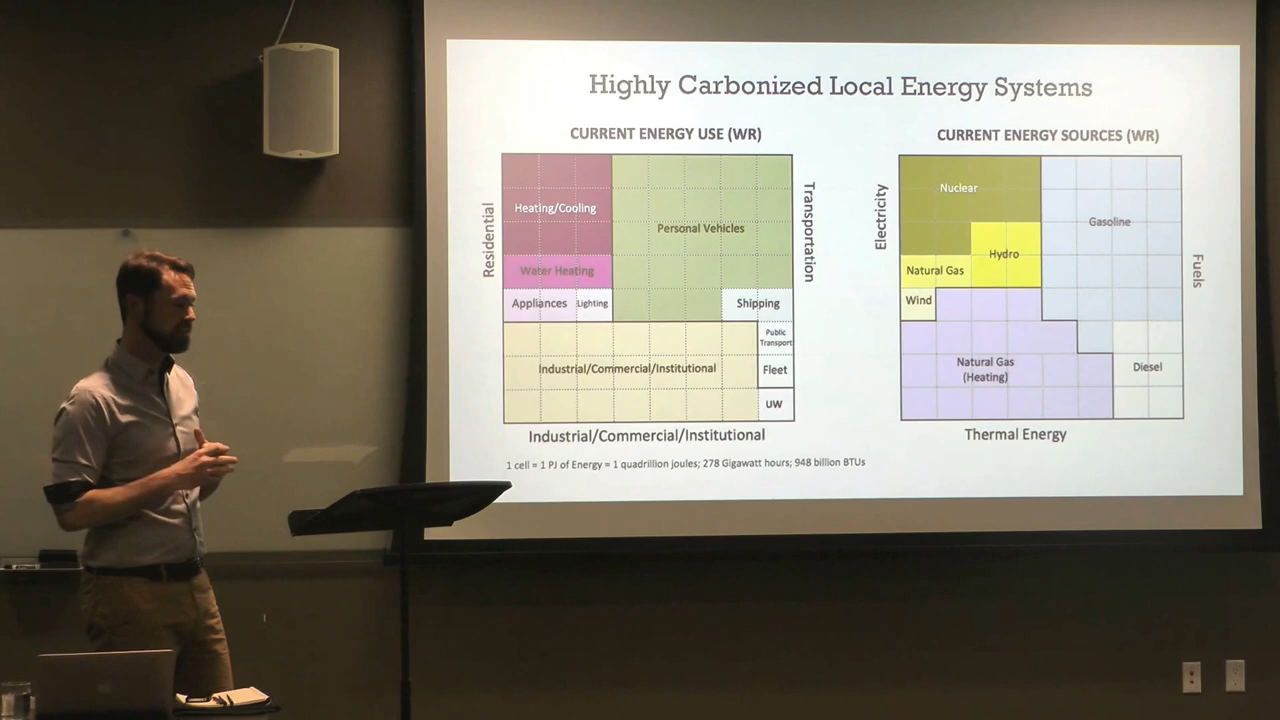 Highly Carbonized Local Energy Systems
CURRENT ENERGY USE (WR)
Residential
Heating/Cooling
Water Heating
Appliances
Lighting
Personal Vehicles
Shipping
Transportation
Public
Transport
Fleet
UW
Industrial/Commercial/Institutional
Industrial/Commercial/Institutional
CURRENT ENERGY SOURCES (WR)
Electricity
Nuclear
Hydro
Natural Gas
Wind
Gasoline
Fuels
Natural Gas
(Heating)
Diesel
Thermal Energy
1 cell = 1 PJ of Energy = 1 quadrillion joules; 278 Gigawatt hours; 948 billion BTUs